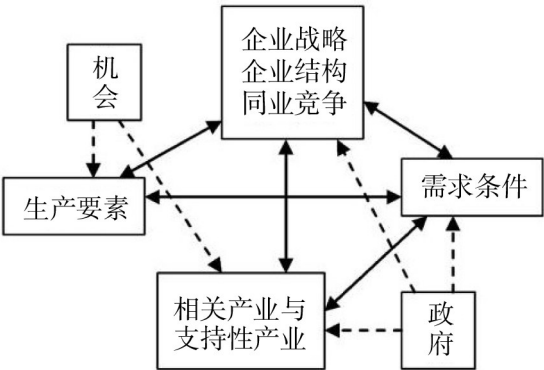 企业战略
企业结构
同业竞争
机
会
生产要素
需求条件
相关产业与
支持性产业
政
府